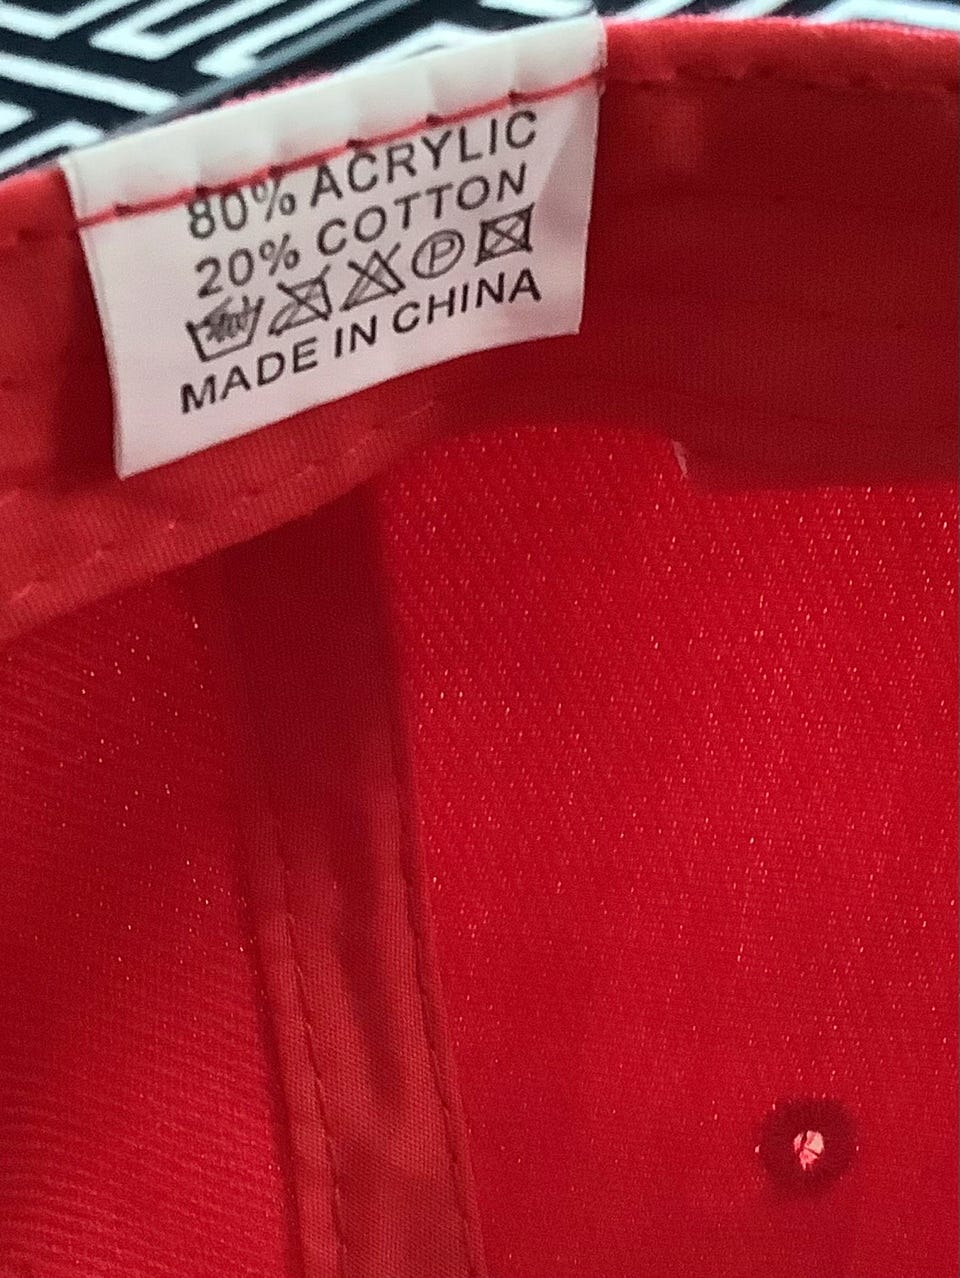 80% ACRYLIC
20% COTTON
P
MADE IN CHINA